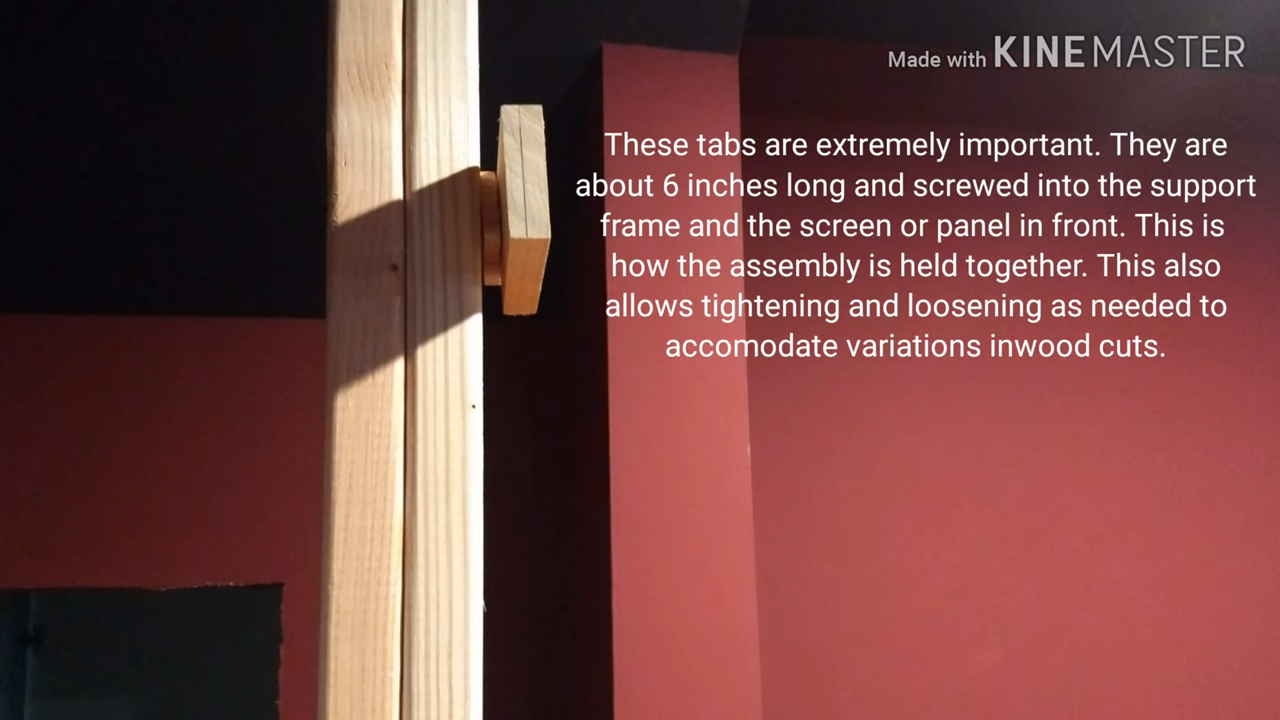 Made with KINEMASTER
These tabs are extremely important. They are
about 6 inches long and screwed into the support
frame and the screen or panel in front. This is
how the assembly is held together. This also
allows tightening and loosening as needed to
accomodate variations inwood cuts.